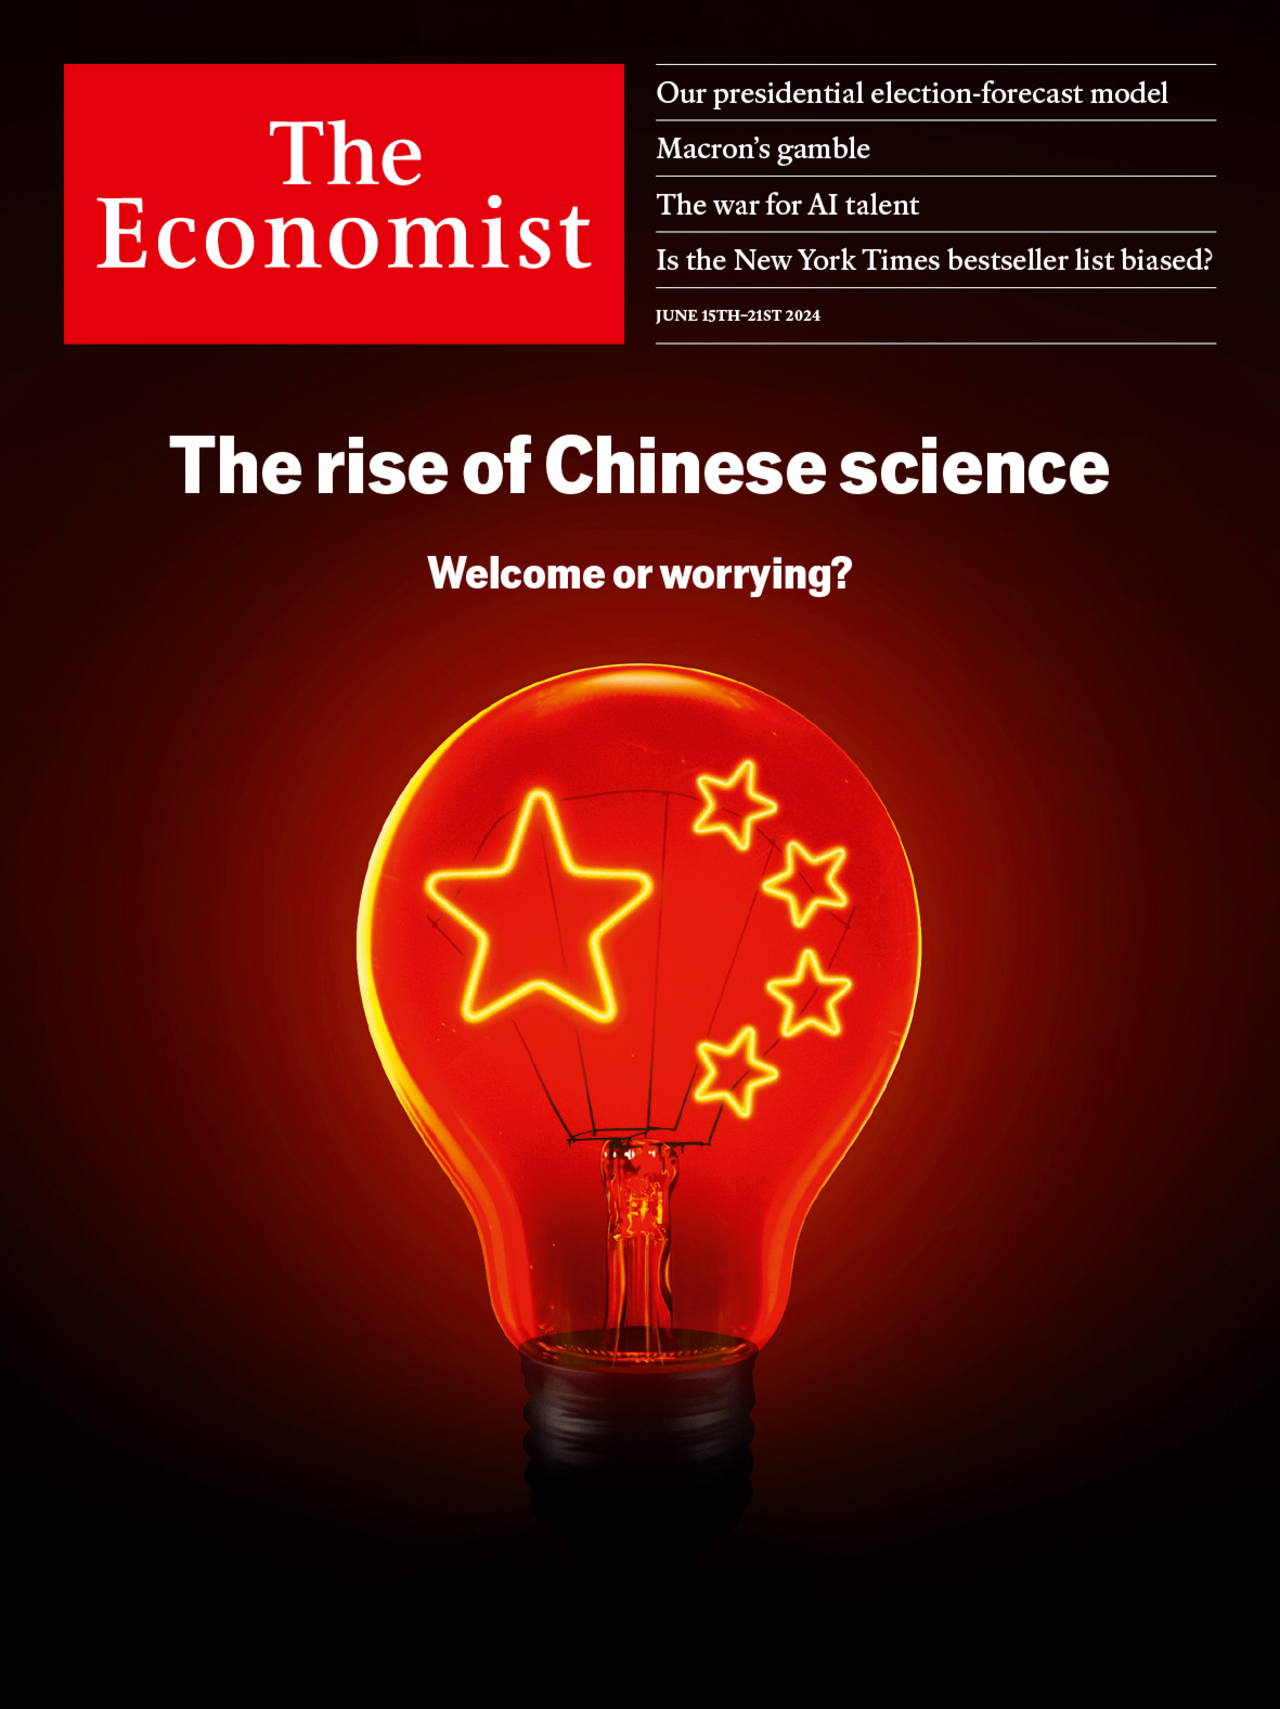 The
Economist
Our presidential election-forecast model
Macron’s gamble
The war for AI talent
Is the New York Times bestseller list biased?
JUNE 15TH–21ST 2024
The rise of Chinese science
Welcome or worrying?